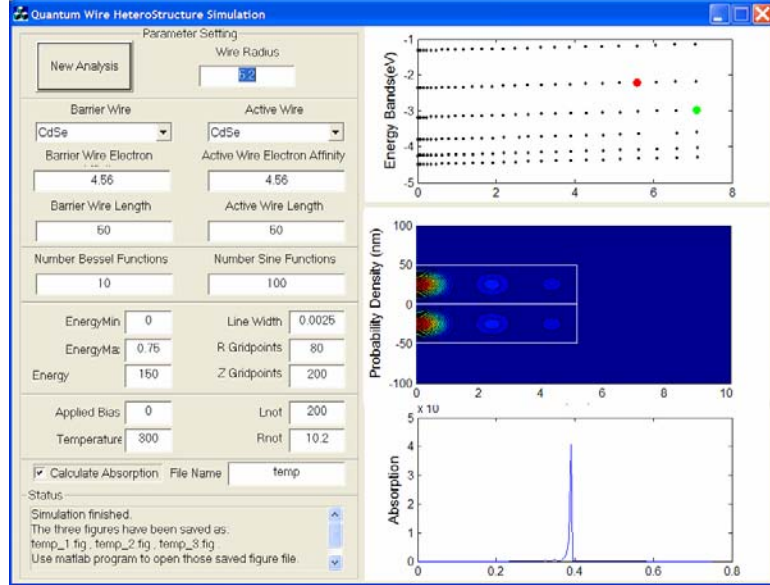 Quantum Wire HeteroStructure Simulation
Parameter Setting
New Analysis
Wire Radius
5.2
Barrier Wire
Active Wire
CdSe
CdSe
Barrier Wire Electron
Active Wire Electron Affinity
4.56
4.56
Barrier Wire Length
Active Wire Length
50
50
Number Bessel Functions
Number Sine Functions
10
100
EnergyMin 0
Line Width 0.0025
EnergyMa 0.75
R Gridpoints 80
Energy 150
Z Gridpoints 200
Applied Bias 0
Lnot 200
Temperature 300
Rnot 10.2
Calculate Absorption File Name temp
Status
Simulation finished.
The three figures have been saved as:
temp_1.fig , temp_2.fig , temp_3.fig .
Use matlab program to open those saved figure file.
Energy Bands(eV)
-1
-2
-3
-4
-5
0 2 4 6 8
Probability Density (nm)
100
50
0
-50
-100
0 2 4 6 8 10
x 10
Absorption
5
4
3
2
1
0
0 0.2 0.4 0.6 0.8